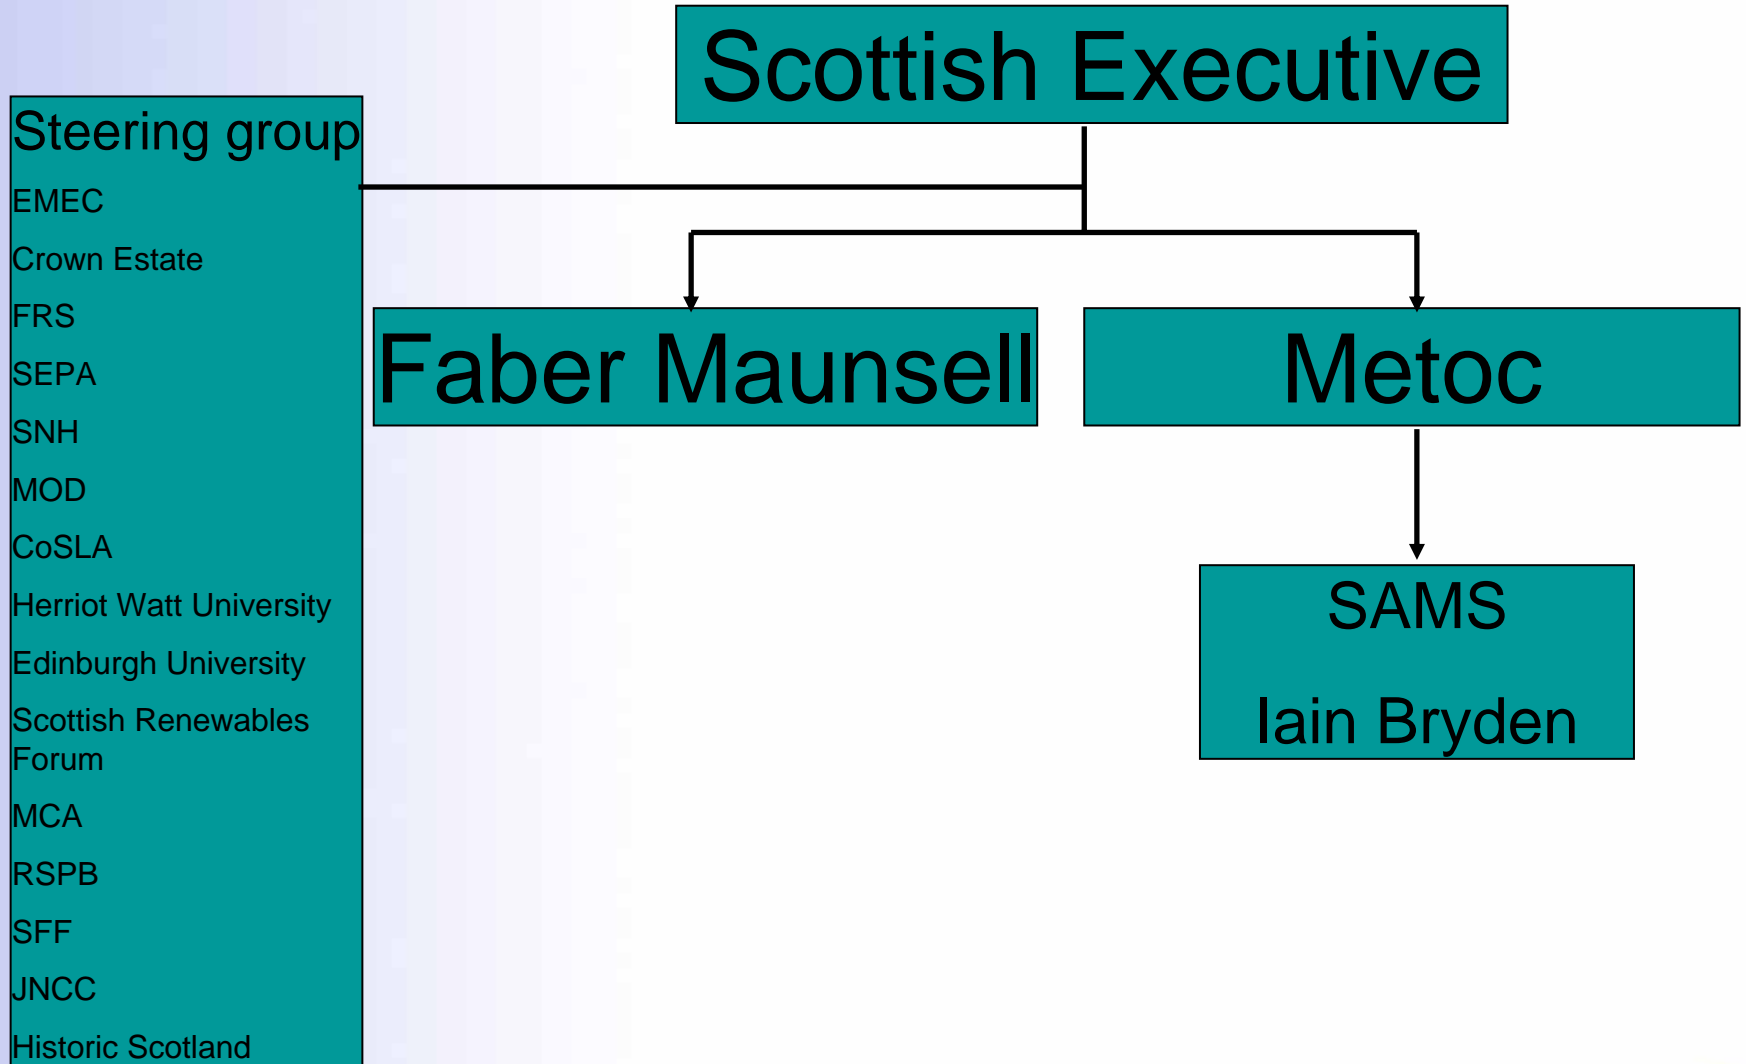 Scottish Executive
Steering group
EMEC
Crown Estate
FRS
SEPA
SNH
MOD
CoSLA
Herriot Watt University
Edinburgh University
Scottish Renewables
Forum
MCA
RSPB
SFF
JNCC
Historic Scotland
Faber Maunsell
Metoc
SAMS
Iain Bryden